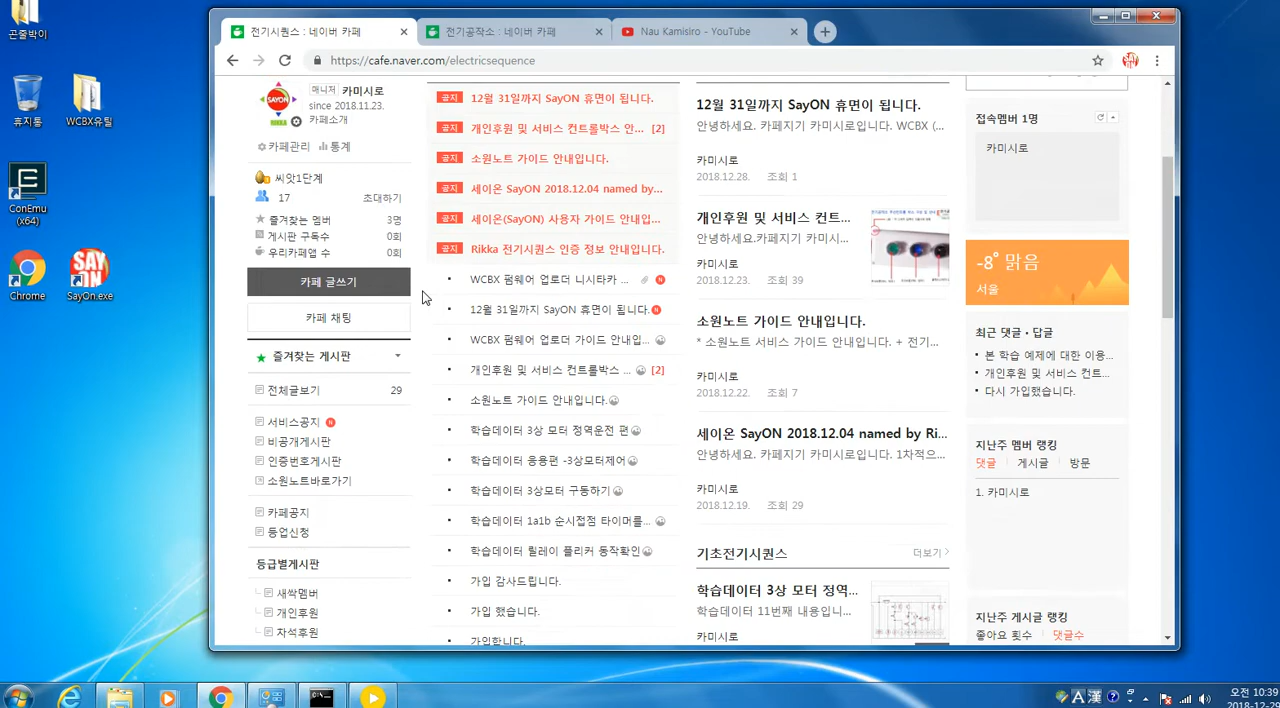 곤줄박이
휴지통
WCBX유틸
ConEmu
(x64)
Chrome
SayOn.exe
전기시퀀스 : 네이버 카페
전기공작소 : 네이버 카페
Nau Kamisiro - YouTube
https://cafe.naver.com/electricsequence
SAYON
RIKKA
매니저 카미시로
since 2018.11.23.
카페소개
카페관리
통계
씨앗1단계
17
초대하기
즐겨찾는 멤버 3명
게시판 구독수 0회
우리카페앱 수 0회
카페 글쓰기
카페 채팅
즐겨찾는 게시판
전체글보기 29
서비스공지 N
비공개게시판
인증번호게시판
소원노트바로가기
카페공지
등업신청
등급별게시판
새싹멤버
개인후원
차석후원
공지 12월 31일까지 SayON 휴면이 됩니다.
공지 개인후원 및 서비스 컨트롤박스 안... [2]
공지 소원노트 가이드 안내입니다.
공지 세이온 SayON 2018.12.04 named by...
공지 세이온(SayON) 사용자 가이드 안내입...
공지 Rikka 전기시퀀스 인증 정보 안내입니다.
WCBX 펌웨어 업로더 니시타카 ... N
12월 31일까지 SayON 휴면이 됩니다. N
WCBX 펌웨어 업로더 가이드 안내입...
개인후원 및 서비스 컨트롤박스 ... [2]
소원노트 가이드 안내입니다.
학습데이터 3상 모터 정역운전 편
학습데이터 응용편 -3상모터제어
학습데이터 3상모터 구동하기
학습데이터 1a1b 순시접점 타이머를...
학습데이터 릴레이 플리커 동작확인
가입 감사드립니다.
가입 했습니다.
가입합니다.
12월 31일까지 SayON 휴면이 됩니다.
안녕하세요. 카페지기 카미시로입니다. WCBX (...
카미시로
2018.12.28. 조회 1
개인후원 및 서비스 컨트...
안녕하세요.카페지기 카미시...
카미시로
2018.12.23. 조회 39
소원노트 가이드 안내입니다.
* 소원노트 서비스 가이드 안내입니다. + 전기...
카미시로
2018.12.22. 조회 7
세이온 SayON 2018.12.04 named by Ri...
안녕하세요. 카페지기 카미시로입니다. 1차적으...
카미시로
2018.12.19. 조회 29
기초전기시퀀스
더보기
학습데이터 3상 모터 정역...
학습데이터 11번째 내용입니...
카미시로
접속멤버 1명
카미시로
-8° 맑음
서울
최근 댓글・답글
본 학습 예제에 대한 이용...
개인후원 및 서비스 컨트...
다시 가입했습니다.
지난주 멤버 랭킹
댓글 게시글 방문
1. 카미시로
지난주 게시글 랭킹
좋아요 횟수 댓글수
A 漢
오전 10:39
2018-12-29